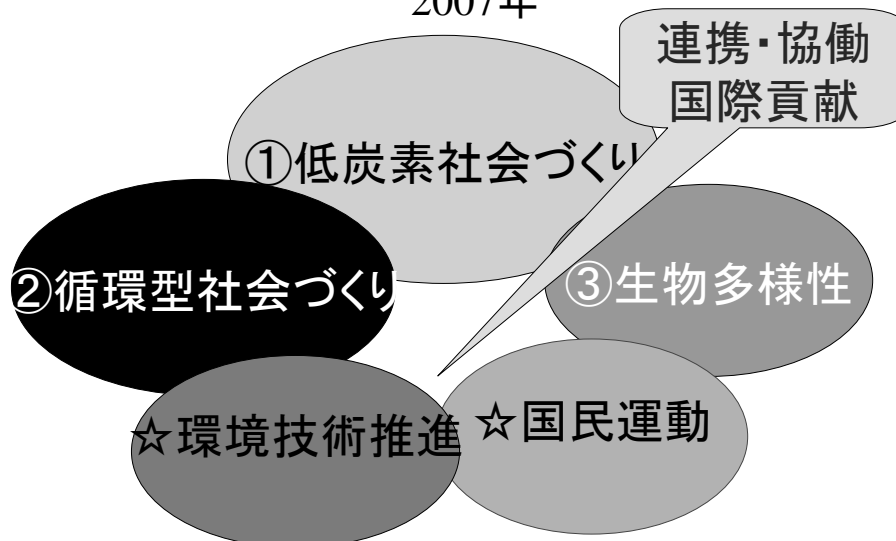 2007年
連携・協働
国際貢献
①低炭素社会づくり
②循環型社会づくり
③生物多様性
☆環境技術推進
☆国民運動